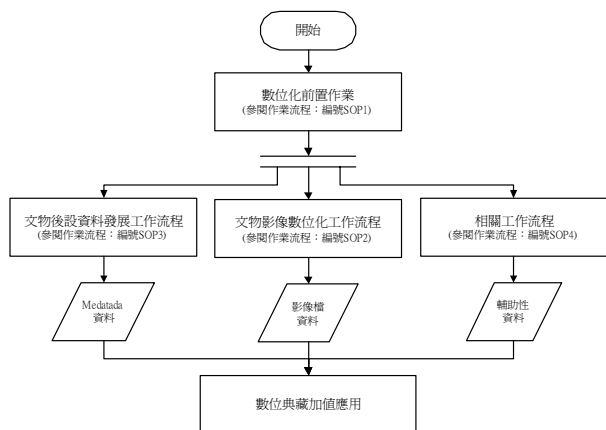 開始
數位化前置作業
(參閱作業流程：編號SOP1)
文物後設資料發展工作流程
(參閱作業流程：編號SOP3)
文物影像數位化工作流程
(參閱作業流程：編號SOP2)
相關工作流程
(參閱作業流程：編號SOP4)
Medatada
資料
影像檔
資料
輔助性
資料
數位典藏加值應用